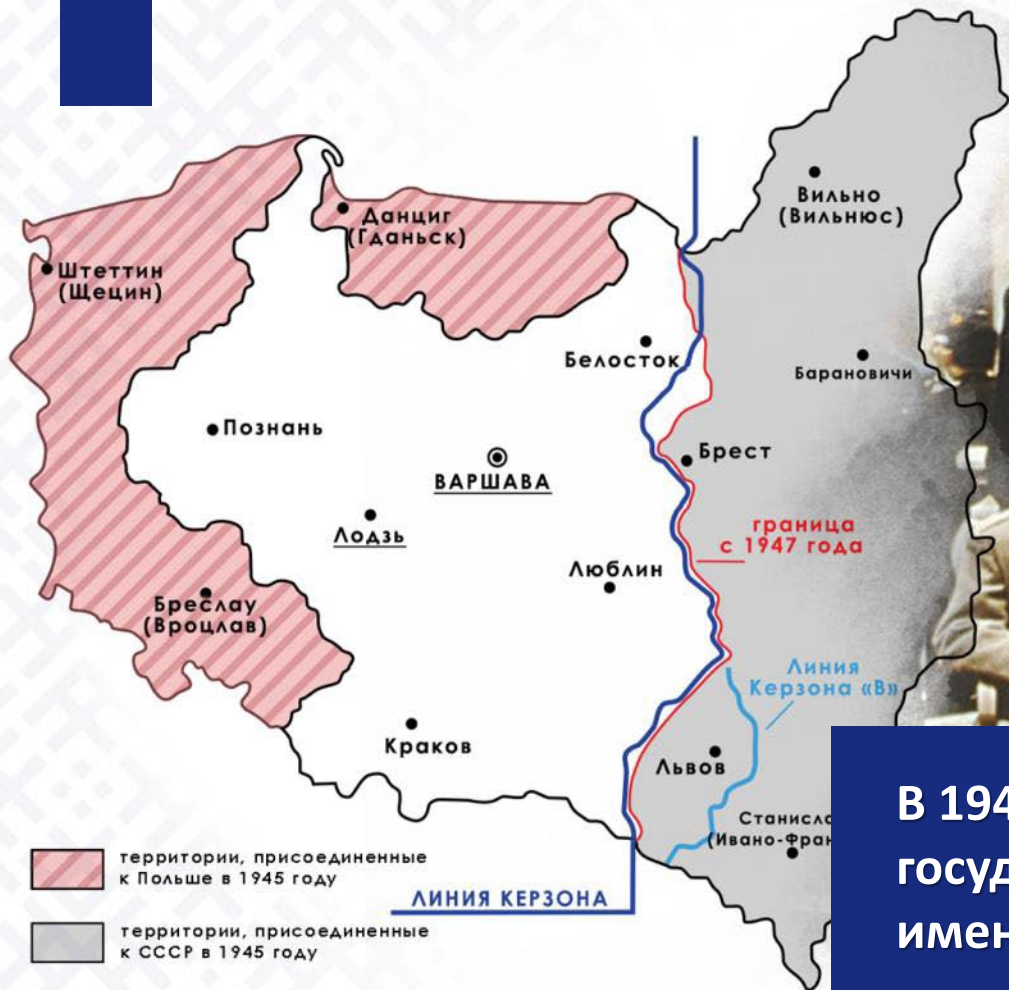 Вильно
(Вильнюс)
Данциг
(Гданьск)
Штеттин
(Щецин)
Белосток
Барановичи
Познань
Брест
ВАРШАВА
Лодзь
граница
с 1947 года
Люблин
Бреслау
(Вроцлав)
Линия
Керзона «В»
Краков
Львов
территории, присоединенные
к Польше в 1945 году
ЛИНИЯ КЕРЗОНА
территории, присоединенные
к СССР в 1945 году